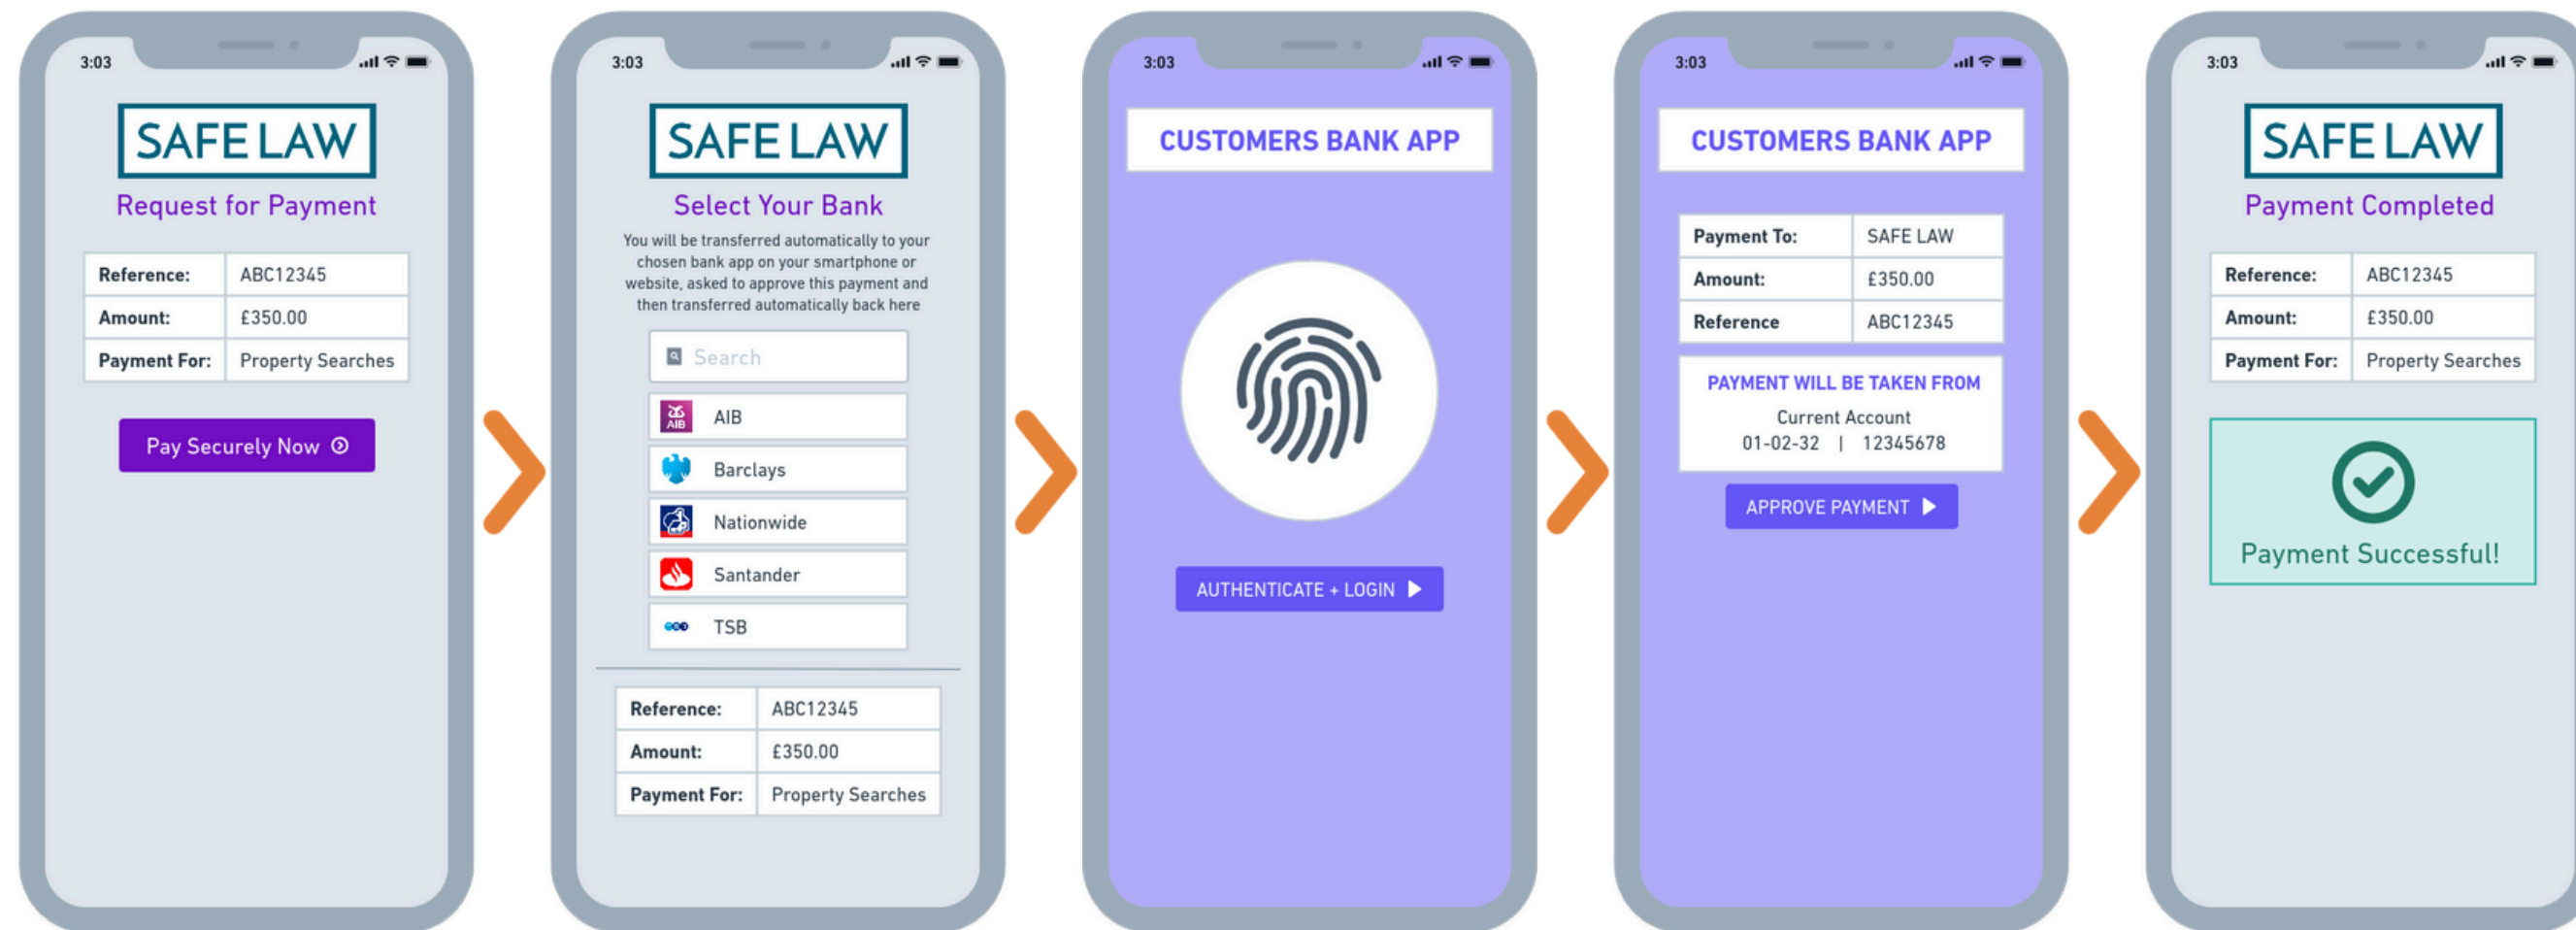 3:03
SAFE LAW
Request for Payment
Reference: ABC12345
Amount: £350.00
Payment For: Property Searches
Pay Securely Now
3:03
SAFE LAW
Select Your Bank
You will be transferred automatically to your
chosen bank app on your smartphone or
website, asked to approve this payment and
then transferred automatically back here
Search
AIB AIB
Barclays
Nationwide
Santander
TSB
Reference: ABC12345
Amount: £350.00
Payment For: Property Searches
3:03
CUSTOMERS BANK APP
AUTHENTICATE + LOGIN
3:03
CUSTOMERS BANK APP
Payment To: SAFE LAW
Amount: £350.00
Reference ABC12345
PAYMENT WILL BE TAKEN FROM
Current Account
01-02-32 | 12345678
APPROVE PAYMENT
3:03
SAFE LAW
Payment Completed
Reference: ABC12345
Amount: £350.00
Payment For: Property Searches
Payment Successful!